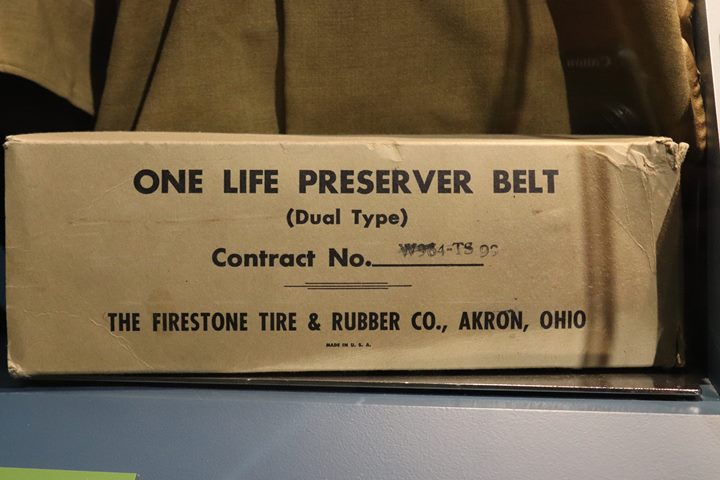 ONE LIFE PRESERVER BELT
(Dual Type)
Contract No.
THE FIRESTONE TIRE & RUBBER CO., AKRON, OHIO
MADE IN U. S. A.